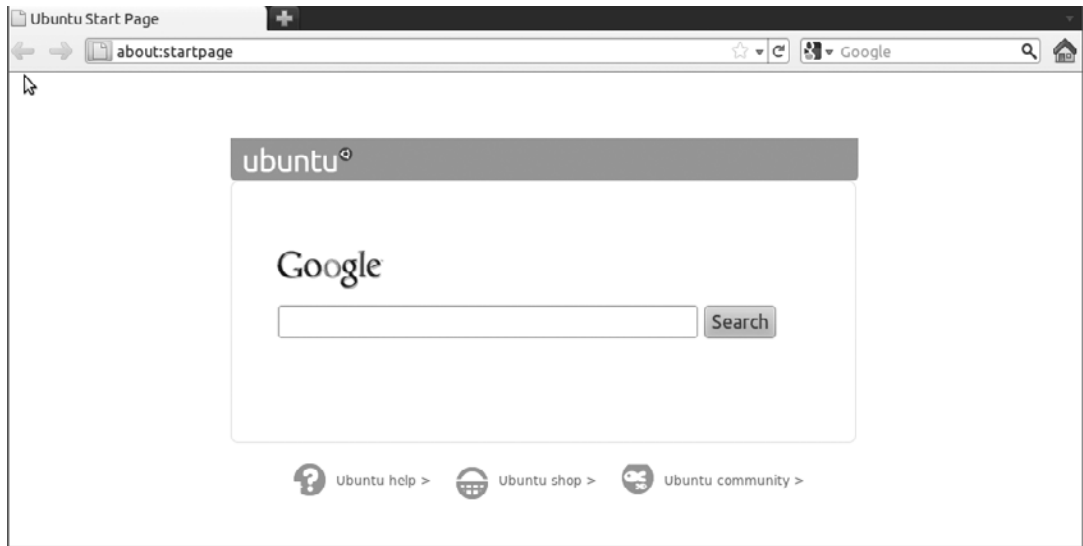 Ubuntu Start Page
about:startpage Google
ubuntu
Google
Search
Ubuntu help > Ubuntu shop > Ubuntu community >